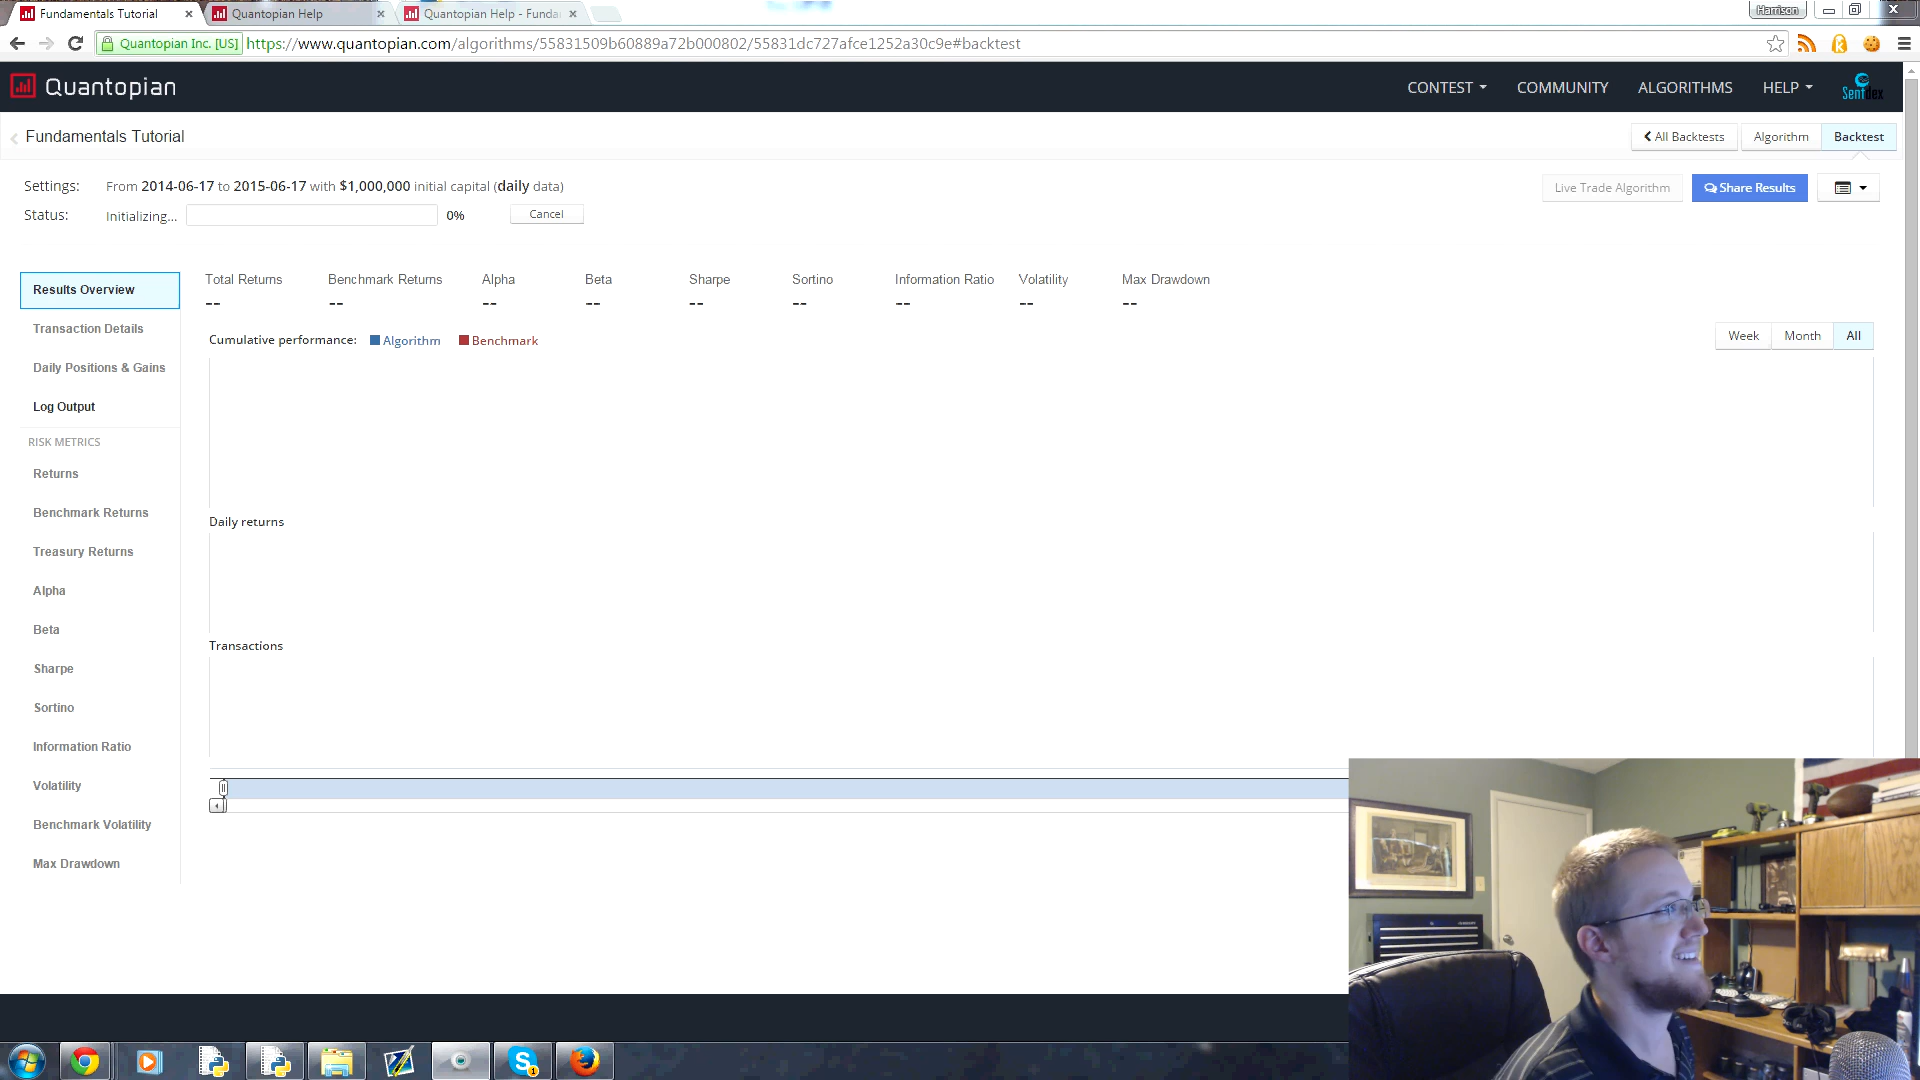 Fundamentals Tutorial
Quantopian Help
Quantopian Help - Funda
Harrison
Quantopian Inc. [US]
https://www.quantopian.com/algorithms/55831509b60889a72b000802/55831dc727afce1252a30c9e#backtest
Quantopian
CONTEST
COMMUNITY
ALGORITHMS
HELP
Sentdex
Fundamentals Tutorial
All Backtests
Algorithm
Backtest
Settings: From 2014-06-17 to 2015-06-17 with $1,000,000 initial capital (daily data)
Live Trade Algorithm
Share Results
Status: Initializing... 0% Cancel
Results Overview
Transaction Details
Daily Positions & Gains
Log Output
RISK METRICS
Returns
Benchmark Returns
Treasury Returns
Alpha
Beta
Sharpe
Sortino
Information Ratio
Volatility
Benchmark Volatility
Max Drawdown
Total Returns Benchmark Returns Alpha Beta Sharpe Sortino Information Ratio Volatility Max Drawdown
-- -- -- -- -- -- -- -- --
Cumulative performance: Algorithm Benchmark
Week Month All
Daily returns
Transactions